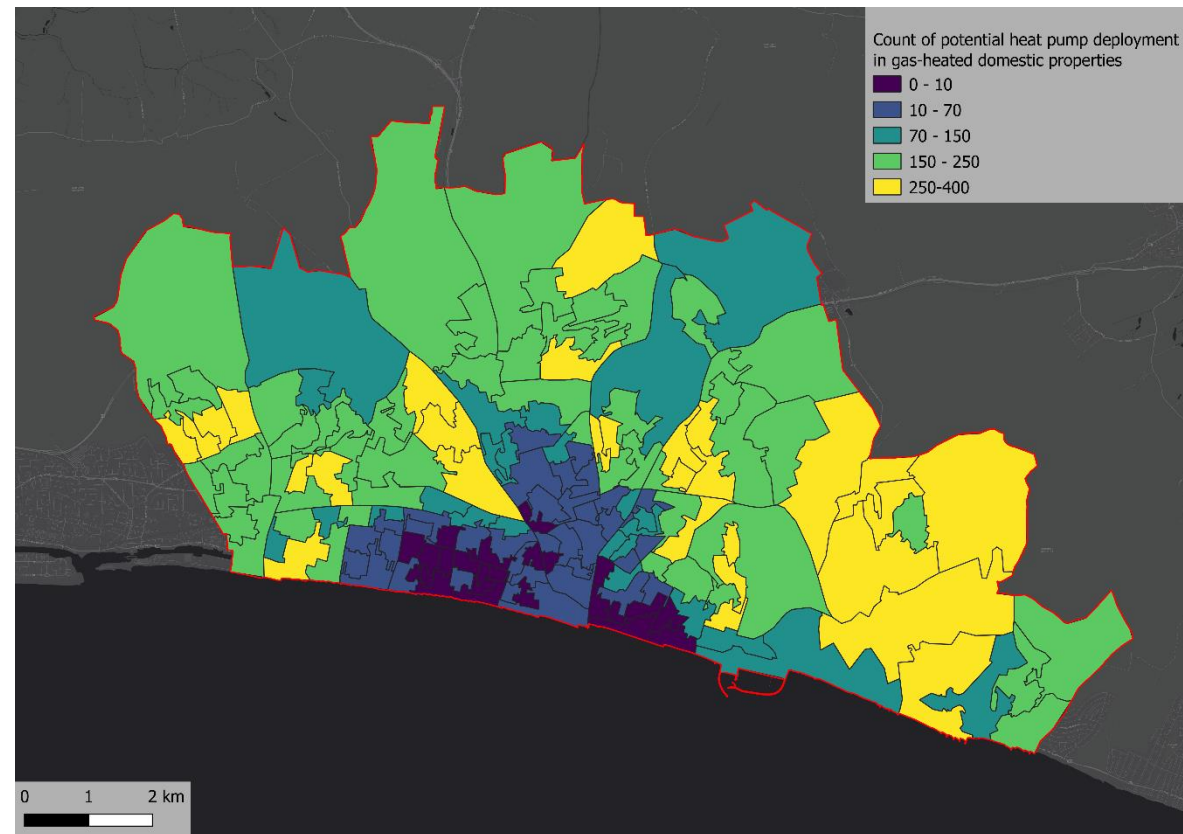 Count of potential heat pump deployment
in gas-heated domestic properties
0 - 10
10 - 70
70 - 150
150 - 250
250-400
0 1 2 km